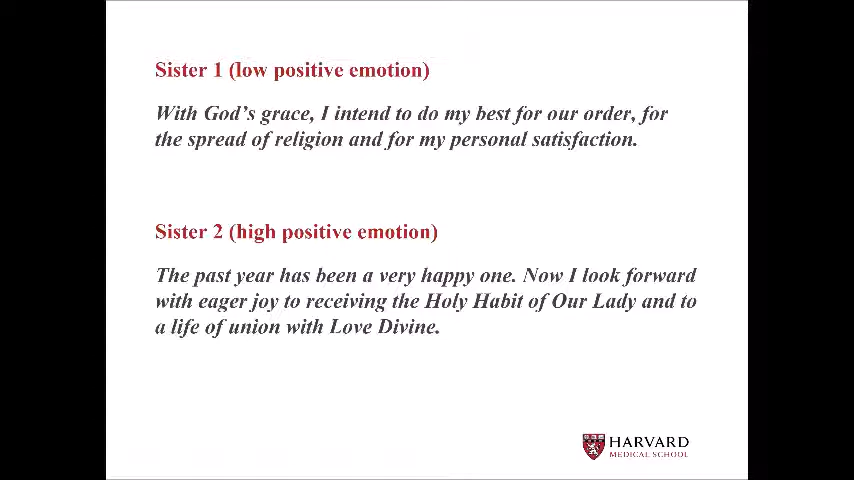 Sister 1 (low positive emotion)
With God's grace, I intend to do my best for our order, for
the spread of religion and for my personal satisfaction.
Sister 2 (high positive emotion)
The past year has been a very happy one. Now I look forward
with eager joy to receiving the Holy Habit of Our Lady and to
a life of union with Love Divine.
HARVARD
MEDICAL SCHOOL